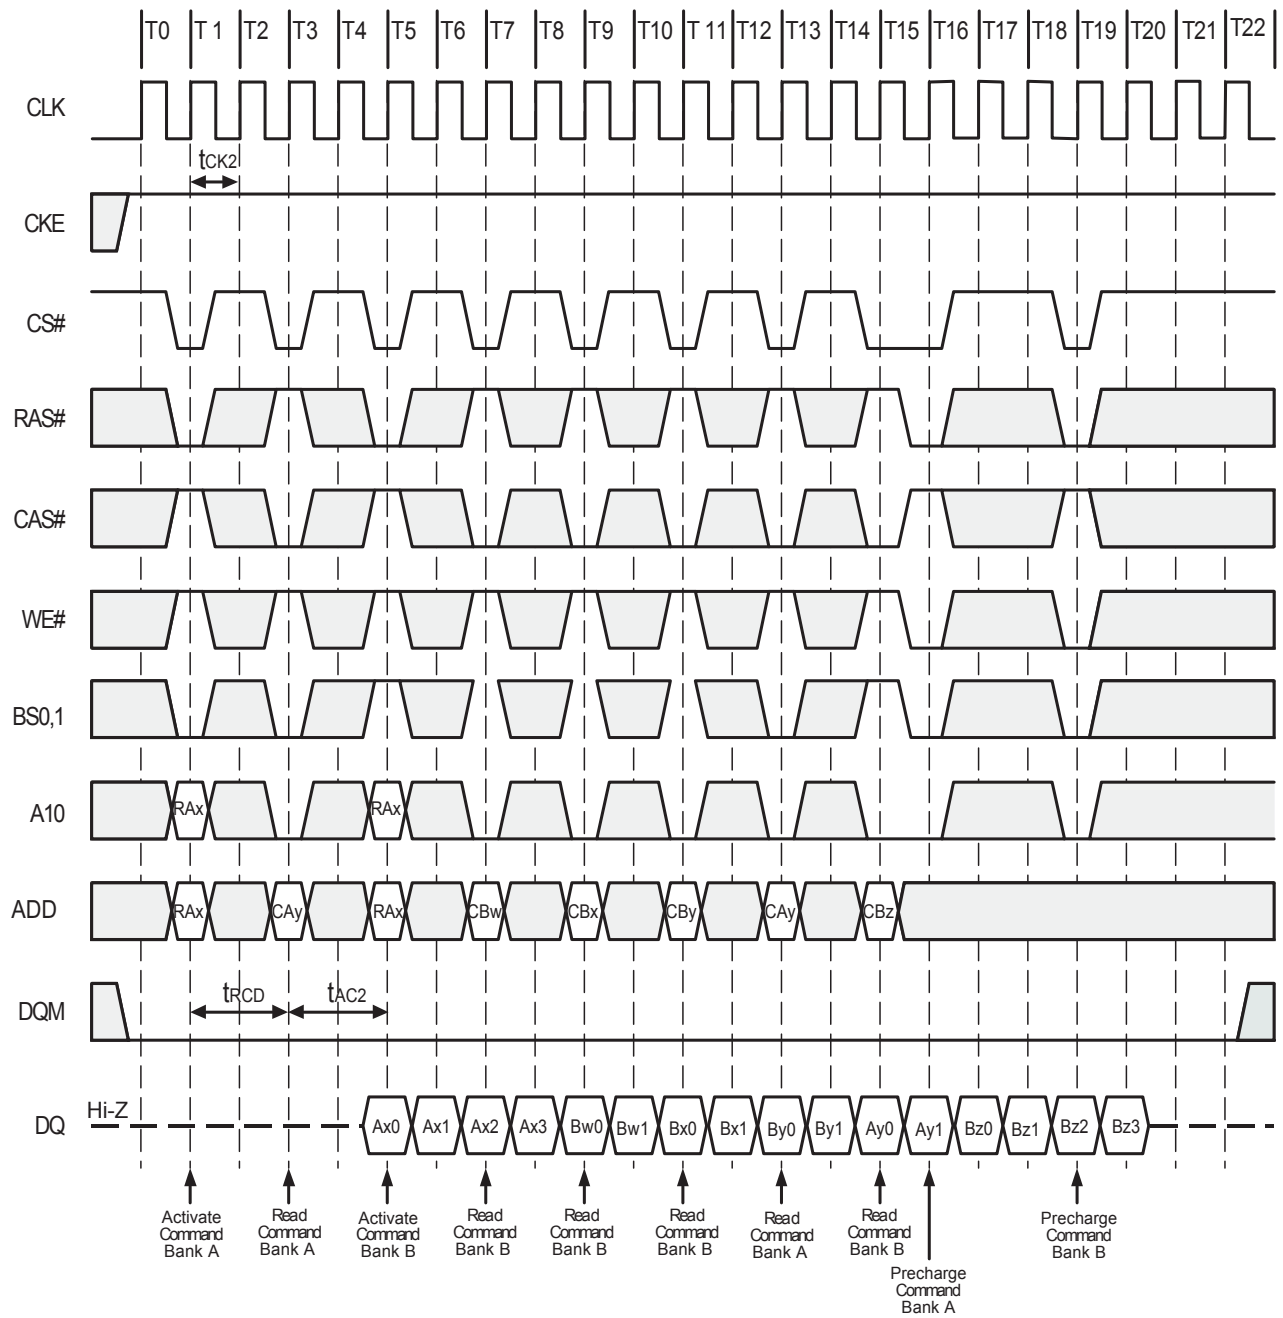 T0 T 1 T2 T3 T4 T5 T6 T7 T8 T9 T10 T 11 T12 T13 T14 T15 T16 T17 T18 T19 T20 T21 T22
CLK
tCK2
CKE
CS#
RAS#
CAS#
WE#
BS0,1
A10 RAx RAx
ADD RAx CAy RAx CBw CBx CBy CAy CBz
DQM tRCD tAC2
Hi-Z
DQ Ax0 Ax1 Ax2 Ax3 Bw0 Bw1 Bx0 Bx1 By0 By1 Ay0 Ay1 Bz0 Bz1 Bz2 Bz3
Activate Command Bank A
Read Command Bank A
Activate Command Bank B
Read Command Bank B
Read Command Bank B
Read Command Bank B
Read Command Bank A
Read Command Bank B
Precharge Command Bank A
Precharge Command Bank B